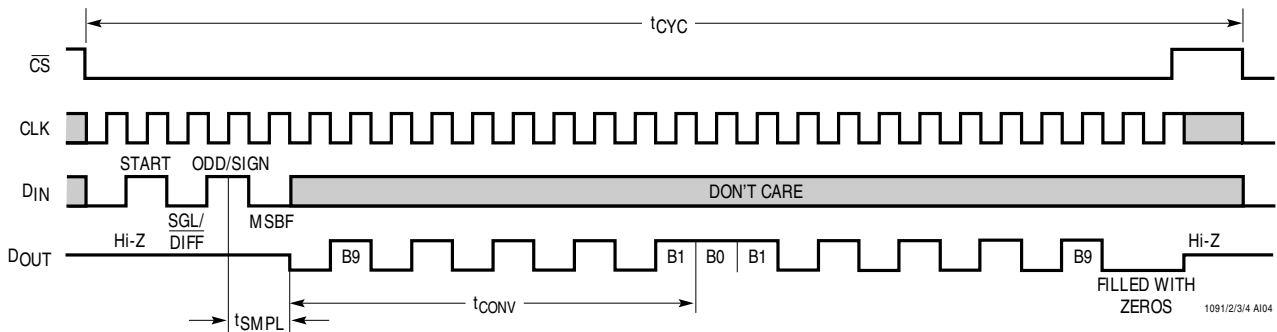 tCYC
CS
CLK
START ODD/SIGN
DIN
DON'T CARE
SGL/
DIFF
MSBF
Hi-Z
DOUT
B9
B1
B0
B1
B9
Hi-Z
FILLED WITH
ZEROS
tSMPL
tCONV
1091/2/3/4 AI04